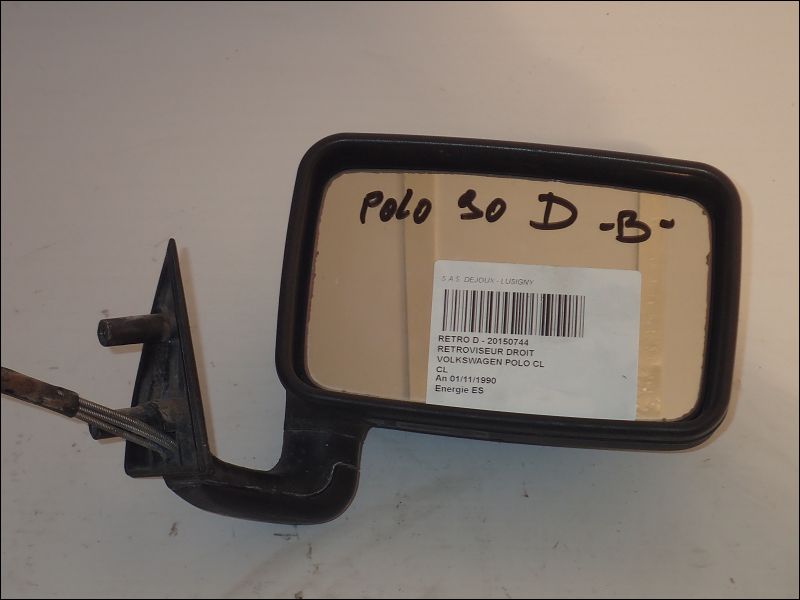 POLO 90 D -B-
S.A.S. DEJOUX - LUSIGNY
RETRO D - 20150744
RETROVISEUR DROIT
VOLKSWAGEN POLO CL
CL
An 01/11/1990
Energie ES